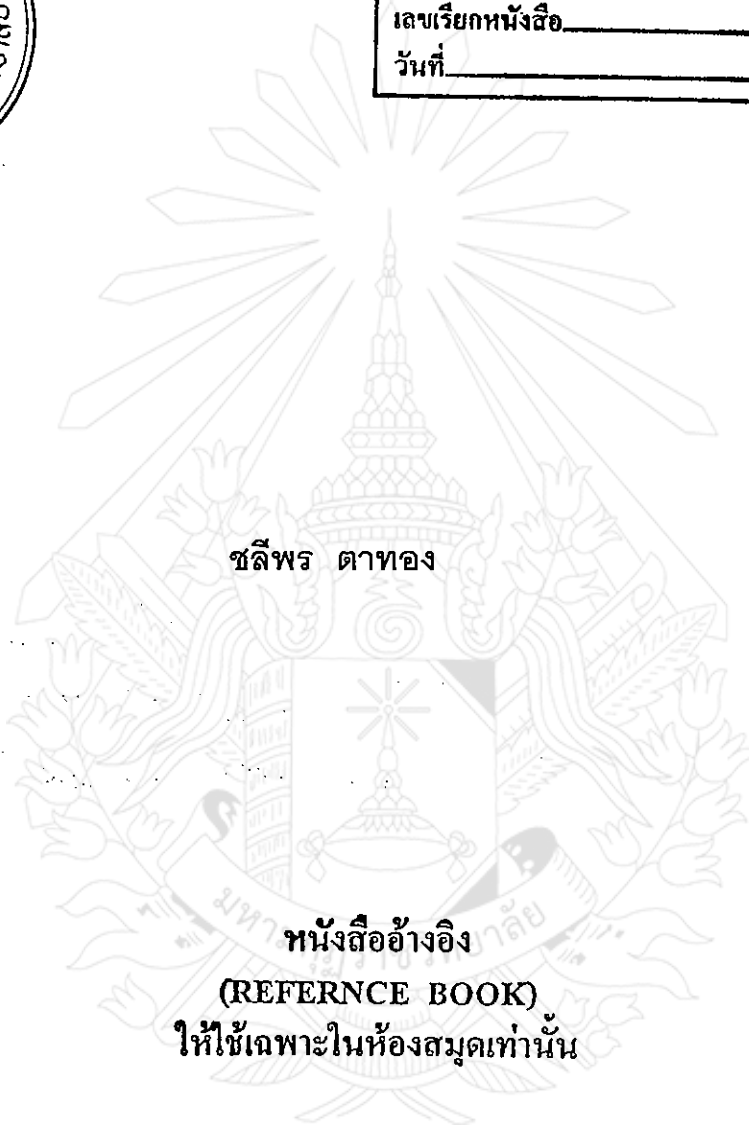 เลขเรียกหนังสือ
วันที่
ชลีพร ตาทอง
หนังสืออ้างอิง
(REFERNCE BOOK)
ให้ใช้เฉพาะในห้องสมุดเท่านั้น